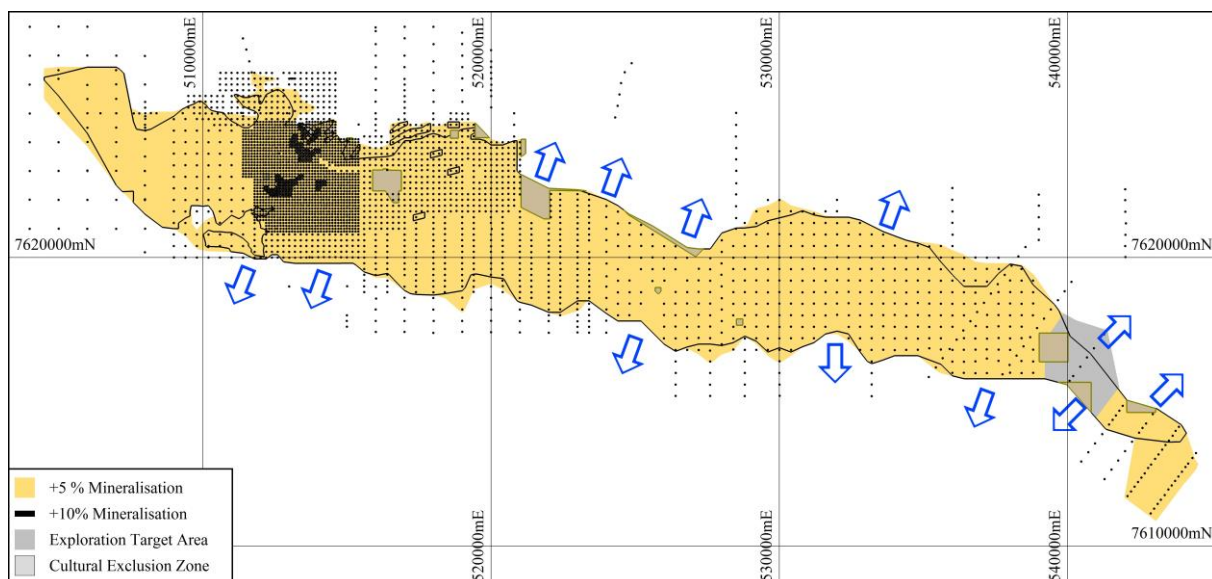 510000mE
520000mE
530000mE
540000mE
7620000mN
7620000mN
+5 % Mineralisation
+10% Mineralisation
Exploration Target Area
Cultural Exclusion Zone
520000mE
530000mE
540000mE
7610000mN